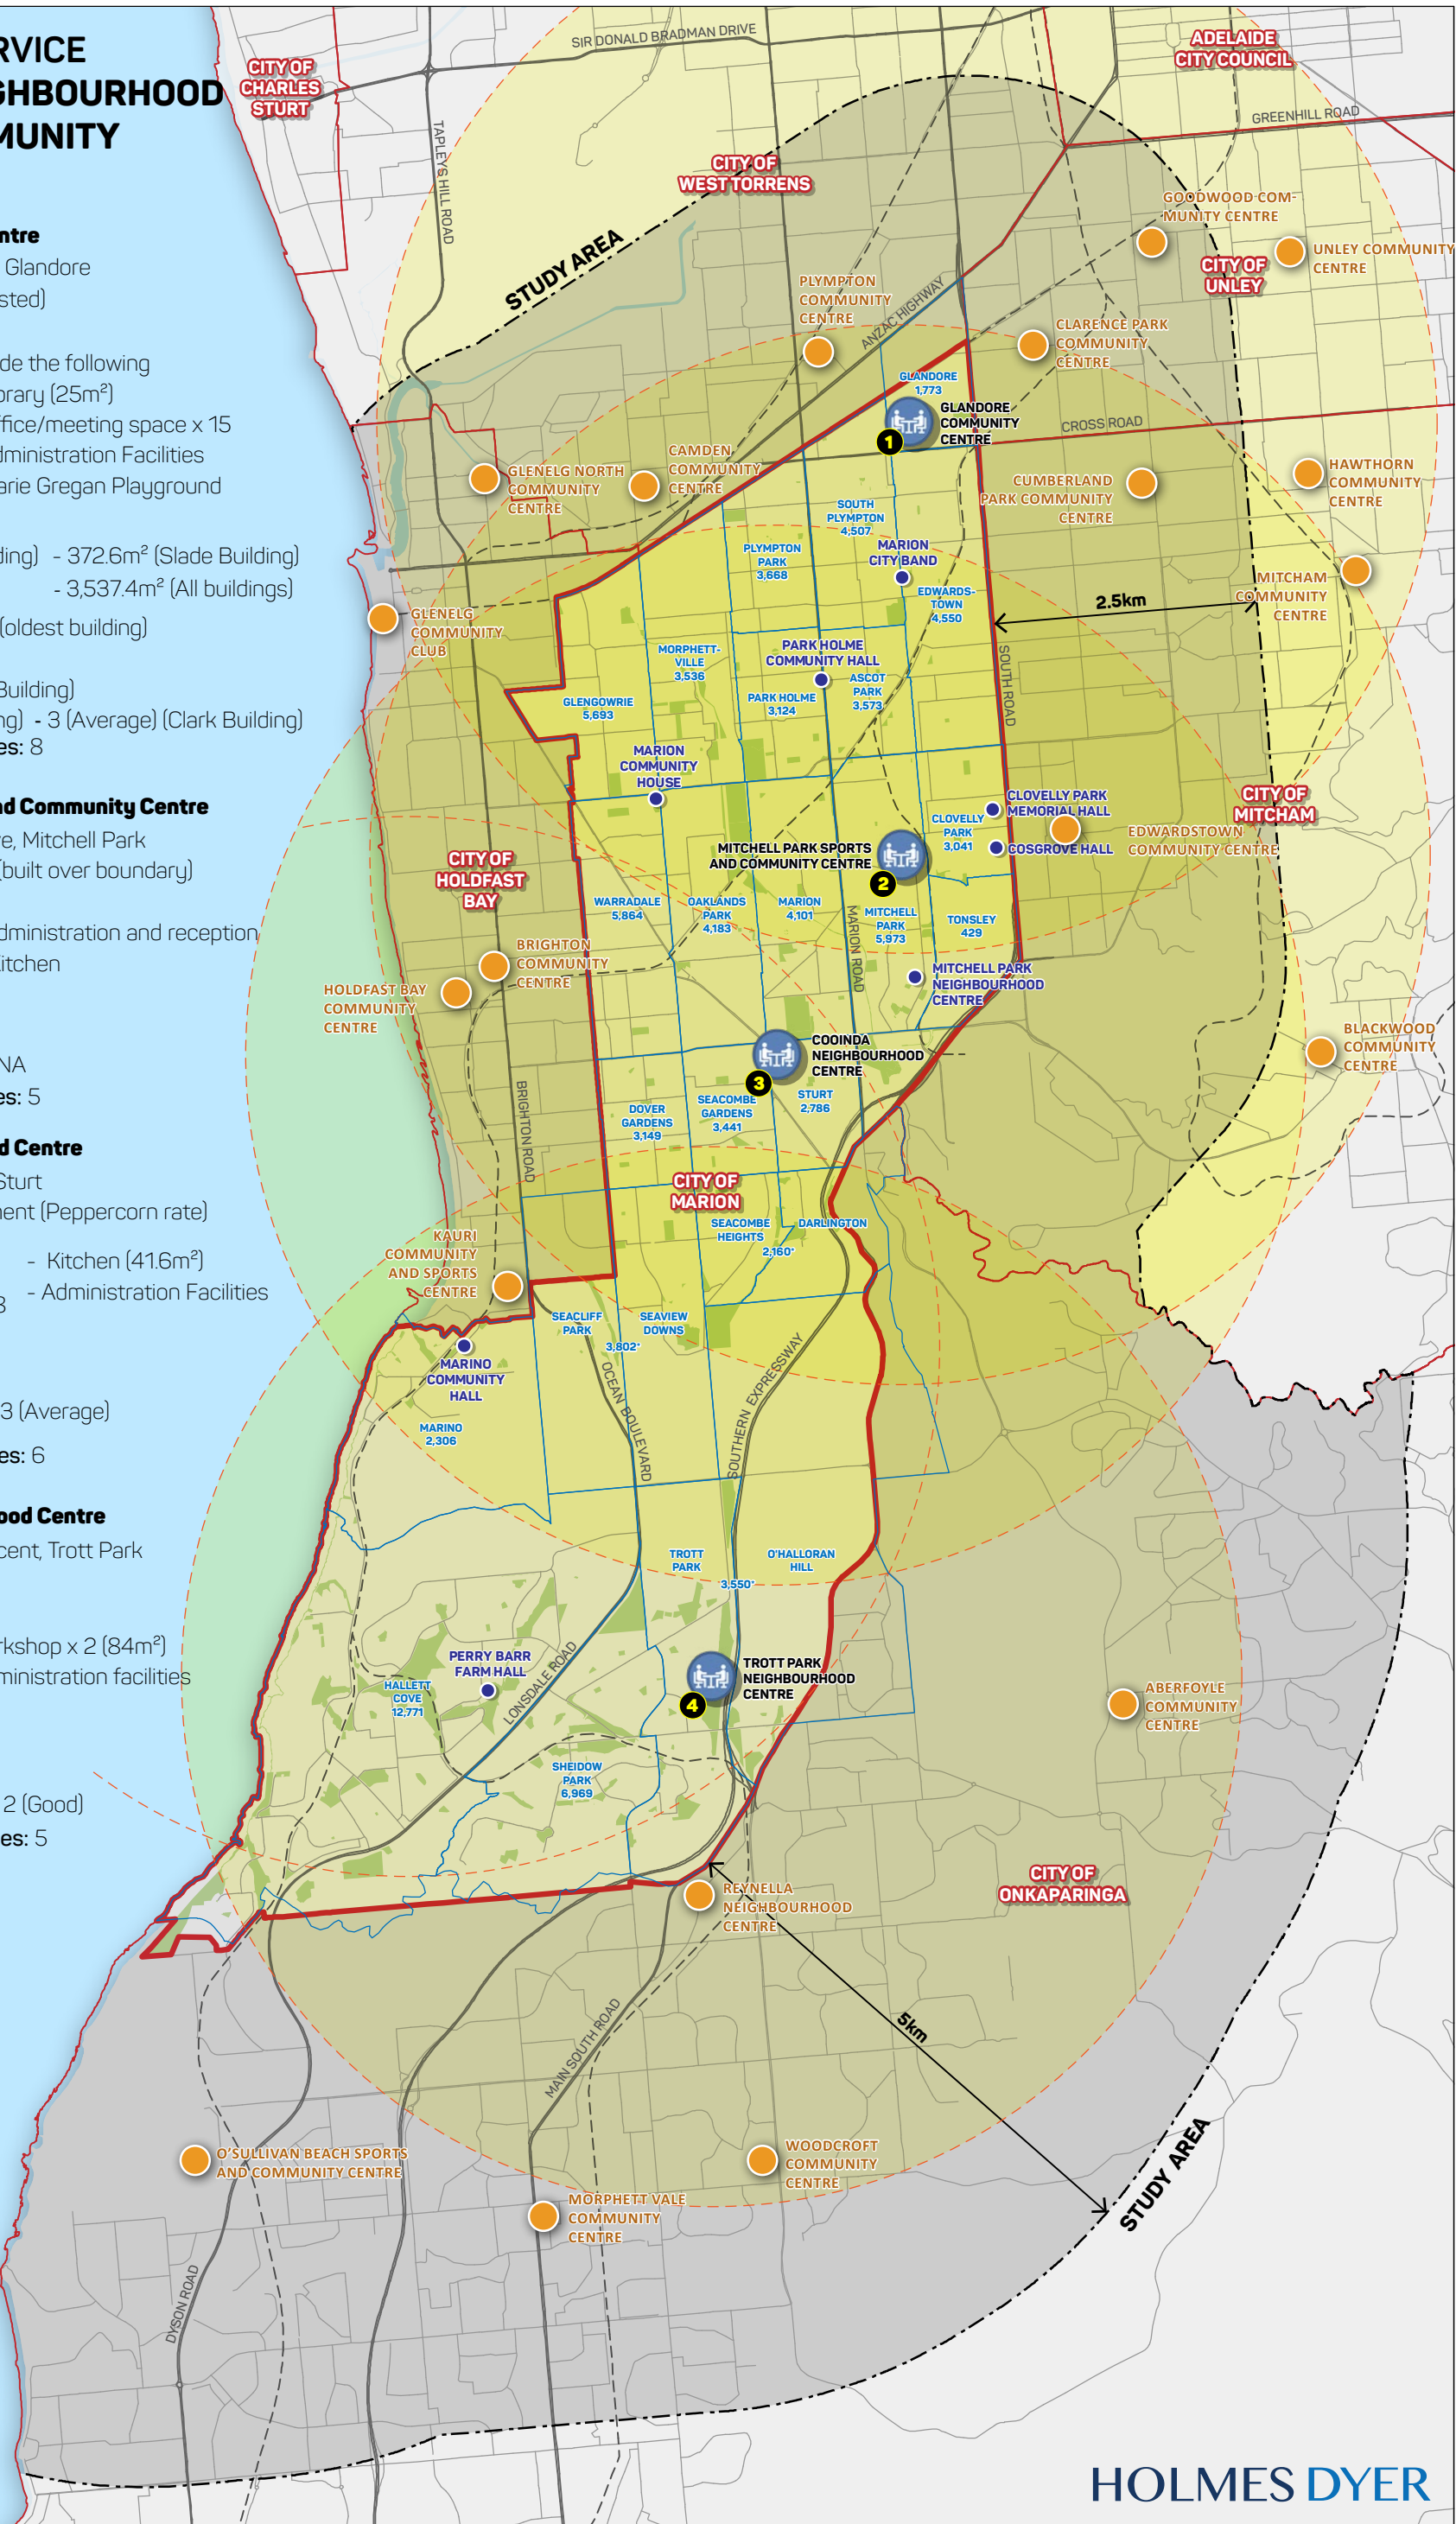 RVICE
GHBOURHOOD
MUNITY
ntre
Glandore
sted)
de the following
brary (25m²)
ffice/meeting space x 15
dministration Facilities
arie Gregan Playground
ding) - 372.6m² (Slade Building)
- 3,537.4m² (All buildings)
(oldest building)
Building)
ng) - 3 (Average) (Clark Building)
es: 8
nd Community Centre
ve, Mitchell Park
(built over boundary)
dministration and reception
Kitchen
NA
es: 5
d Centre
Sturt
nent (Peppercorn rate)
- Kitchen (41.6m²)
- Administration Facilities
3
3 (Average)
es: 6
ood Centre
cent, Trott Park
rkshop x 2 (84m²)
ministration facilities
2 (Good)
es: 5
SIR DONALD BRADMAN DRIVE
CITY OF
CHARLES
STURT
ADELAIDE
CITY COUNCIL
TAPLEYS HILL ROAD
GREENHILL ROAD
CITY OF
WEST TORRENS
STUDY AREA
GOODWOOD COM-
MUNITY CENTRE
UNLEY COMMUNITY
CENTRE
CITY OF
UNLEY
PLYMPTON
COMMUNITY
CENTRE
ANZAC HIGHWAY
CLARENCE PARK
COMMUNITY
CENTRE
GLANDORE
1,773
GLANDORE
COMMUNITY
CENTRE
1
CROSS ROAD
GLENELG NORTH
COMMUNITY
CENTRE
CAMDEN
COMMUNITY
CENTRE
CUMBERLAND
PARK COMMUNITY
CENTRE
HAWTHORN
COMMUNITY
CENTRE
SOUTH
PLYMPTON
4,507
PLYMPTON
PARK
3,668
MARION
CITY BAND
EDWARDS-
TOWN
4,550
MITCHAM
COMMUNITY
CENTRE
2.5km
GLENELG
COMMUNITY
CLUB
MORPHETT-
VILLE
3,536
PARK HOLME
COMMUNITY HALL
PARK HOLME
3,124
ASCOT
PARK
3,573
SOUTH ROAD
GLENGOWRIE
5,693
MARION
COMMUNITY
HOUSE
CLOVELLY PARK
MEMORIAL HALL
CLOVELLY
PARK
3,041
COSGROVE HALL
EDWARDSTOWN
COMMUNITY CENTRE
CITY OF
MITCHAM
MITCHELL PARK SPORTS
AND COMMUNITY CENTRE
2
CITY OF
HOLDFAST
BAY
WARRADALE
5,864
OAKLANDS
PARK
4,183
MARION
4,101
MARION ROAD
MITCHELL
PARK
5,973
TONSLEY
429
BRIGHTON
COMMUNITY
CENTRE
HOLDFAST BAY
COMMUNITY
CENTRE
MITCHELL PARK
NEIGHBOURHOOD
CENTRE
COOINDA
NEIGHBOURHOOD
CENTRE
3
BLACKWOOD
COMMUNITY
CENTRE
BRIGHTON ROAD
DOVER
GARDENS
3,149
SEACOMBE
GARDENS
3,441
STURT
2,786
CITY OF
MARION
SEACOMBE
HEIGHTS
DARLINGTON
2,160*
KAURI
COMMUNITY
AND SPORTS
CENTRE
SEACLIFF
PARK
SEAVIEW
DOWNS
3,802*
MARINO
COMMUNITY
HALL
MARINO
2,306
OCEAN BOULEVARD
SOUTHERN EXPRESSWAY
TROTT
PARK
O'HALLORAN
HILL
3,550*
PERRY BARR
FARM HALL
HALLETT
COVE
12,771
LONSDALE ROAD
TROTT PARK
NEIGHBOURHOOD
CENTRE
4
ABERFOYLE
COMMUNITY
CENTRE
SHEIDOW
PARK
6,969
REYNELLA
NEIGHBOURHOOD
CENTRE
CITY OF
ONKAPARINGA
5km
MAIN SOUTH ROAD
O'SULLIVAN BEACH SPORTS
AND COMMUNITY CENTRE
WOODCROFT
COMMUNITY
CENTRE
MORPHETT VALE
COMMUNITY
CENTRE
STUDY AREA
DYSON ROAD
HOLMES DYER